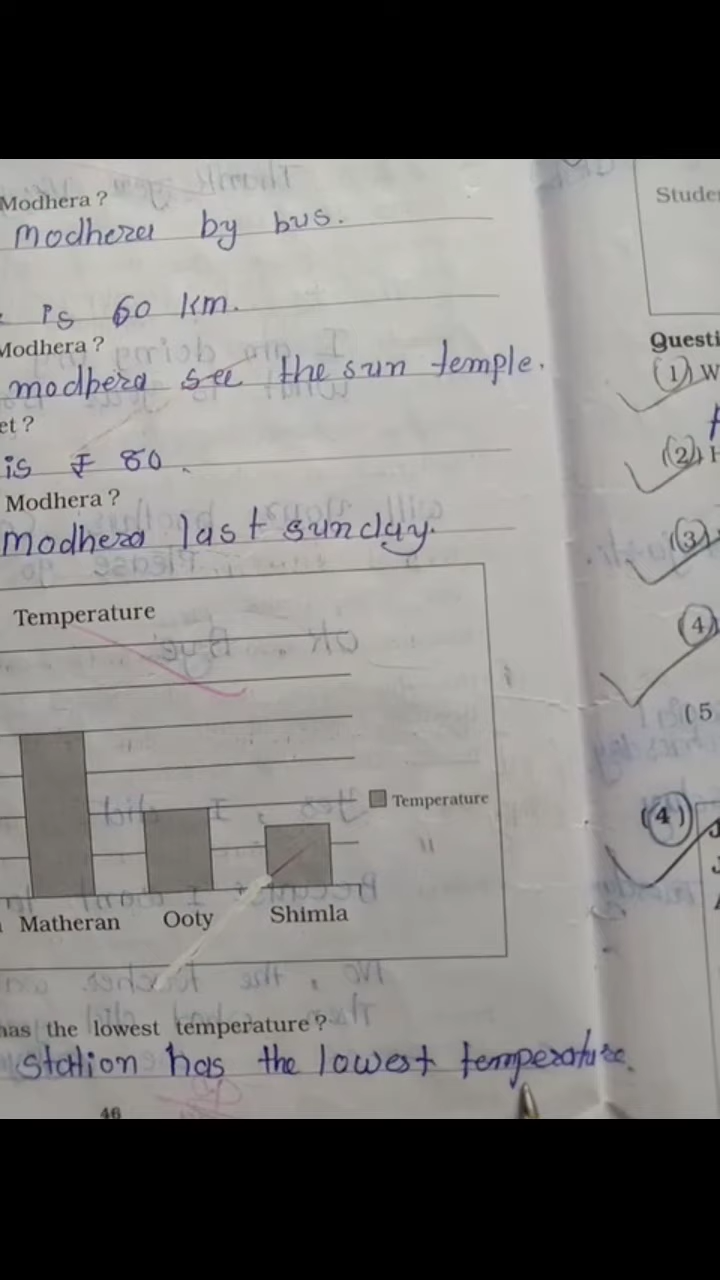 Modhera ?
modhera by bus.
is 60 km.
Modhera ?
modhera see the sun temple.
et ?
is ₹ 80.
Modhera ?
modhera last sunday.
Temperature
Temperature
Matheran Ooty Shimla
has the lowest temperature ?
station has the lowest temperature.
46
Studer
Questi
(1) W
(2) H
(3)
(4)
(5
(4)